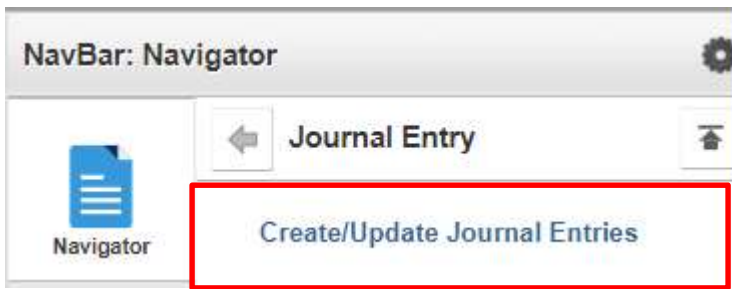 NavBar: Navigator
Journal Entry
Navigator
Create/Update Journal Entries